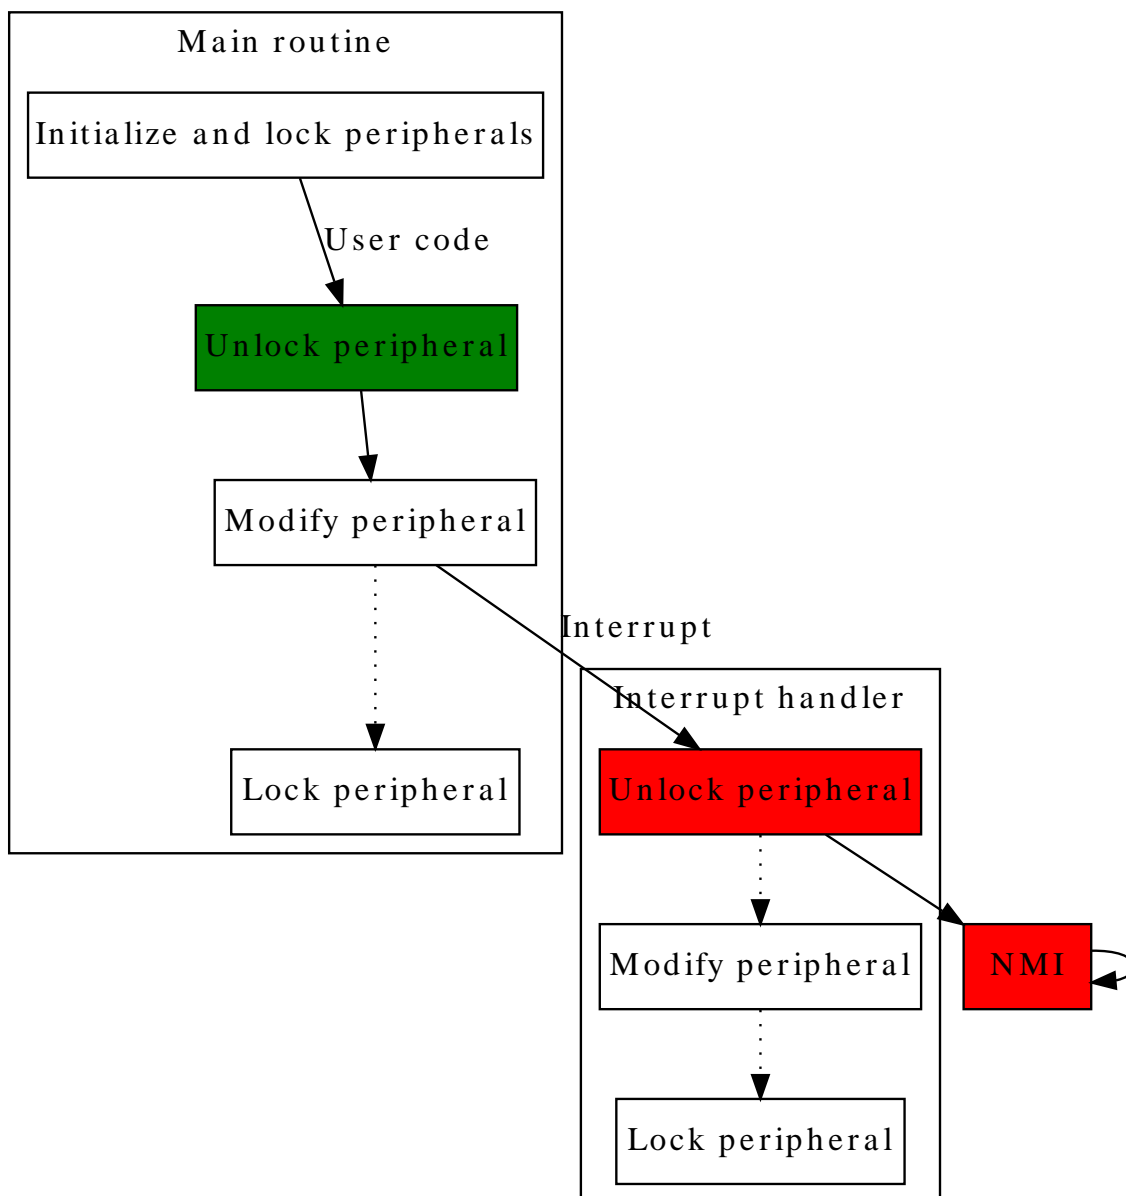 Main routine
Initialize and lock peripherals
User code
Unlock peripheral
Modify peripheral
Interrupt
Interrupt handler
Lock peripheral
Unlock peripheral
Modify peripheral
NMI
Lock peripheral